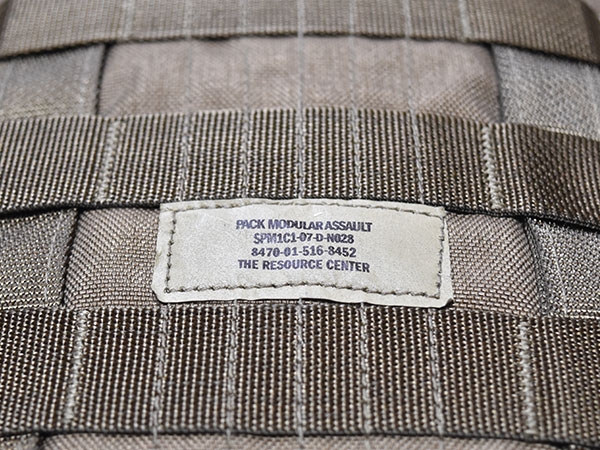 PACK MODULAR ASSAULT
SPM1C1-07-D-N028
8470-01-516-8452
THE RESOURCE CENTER